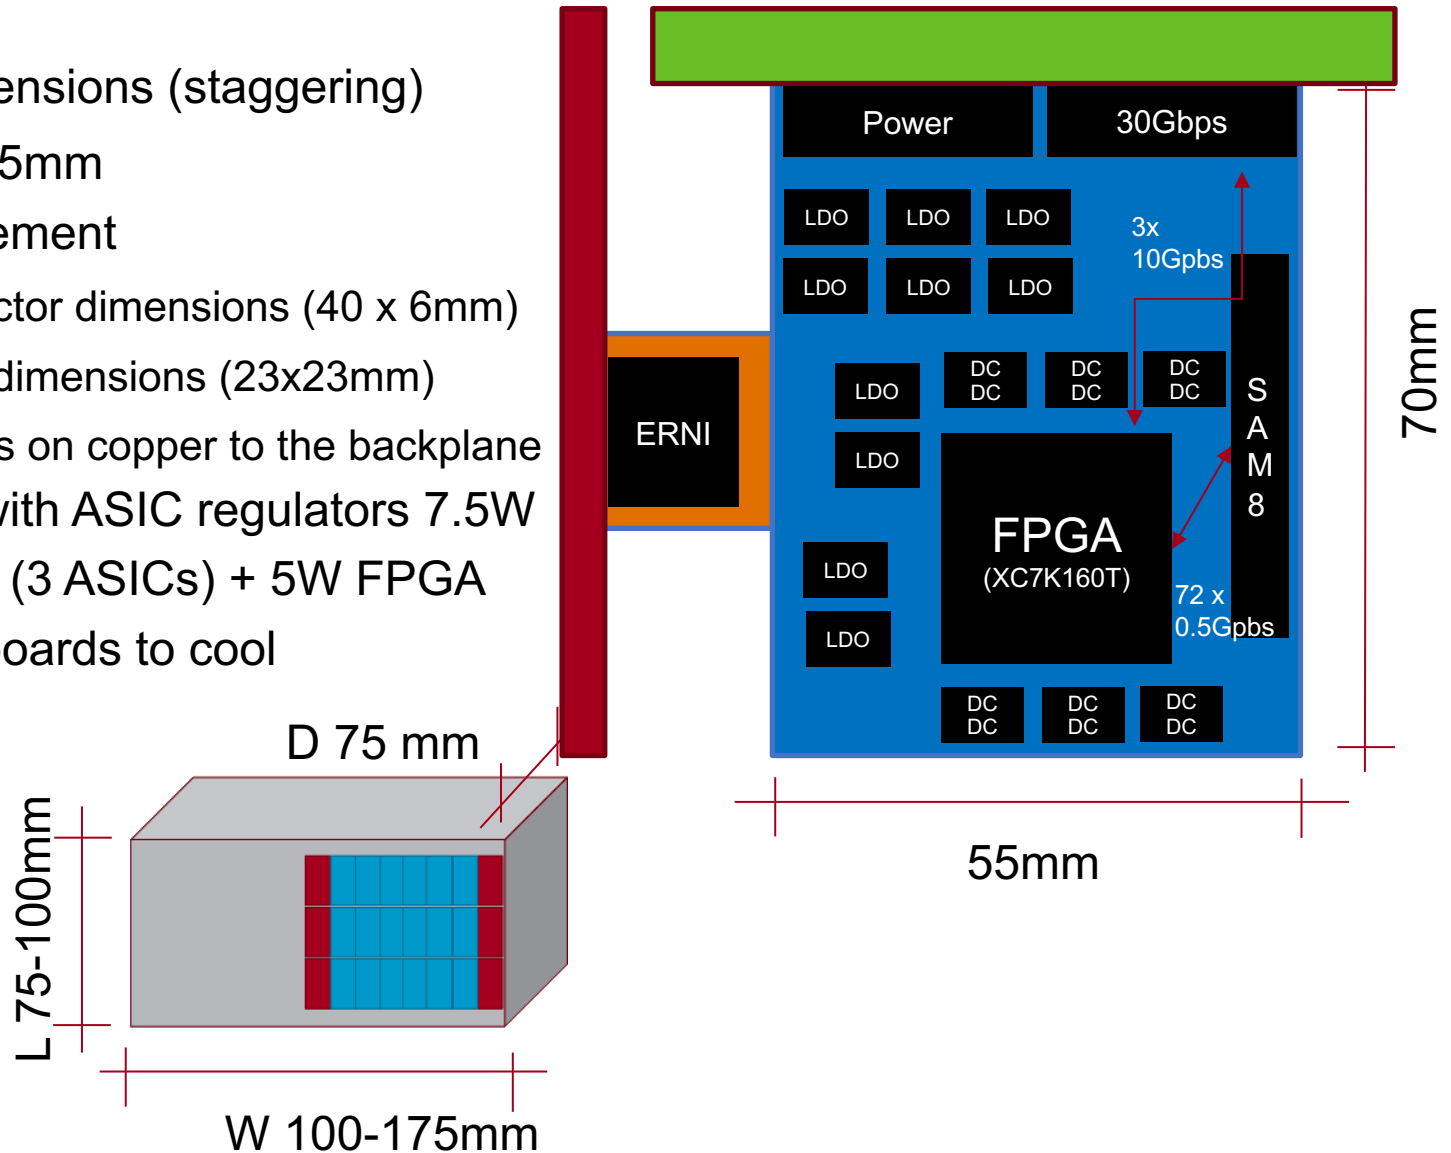 ensions (staggering)
5mm
ement
ctor dimensions (40 x 6mm)
dimensions (23x23mm)
s on copper to the backplane
with ASIC regulators 7.5W
(3 ASICs) + 5W FPGA
boards to cool
D 75 mm
L 75-100mm
W 100-175mm
ERNI
Power
30Gbps
LDO
LDO
LDO
3x
10Gpbs
LDO
LDO
LDO
LDO
DC
DC
DC
DC
DC
DC
S
A
M
8
LDO
FPGA
(XC7K160T)
LDO
72 x
0.5Gpbs
LDO
DC
DC
DC
DC
DC
DC
70mm
55mm